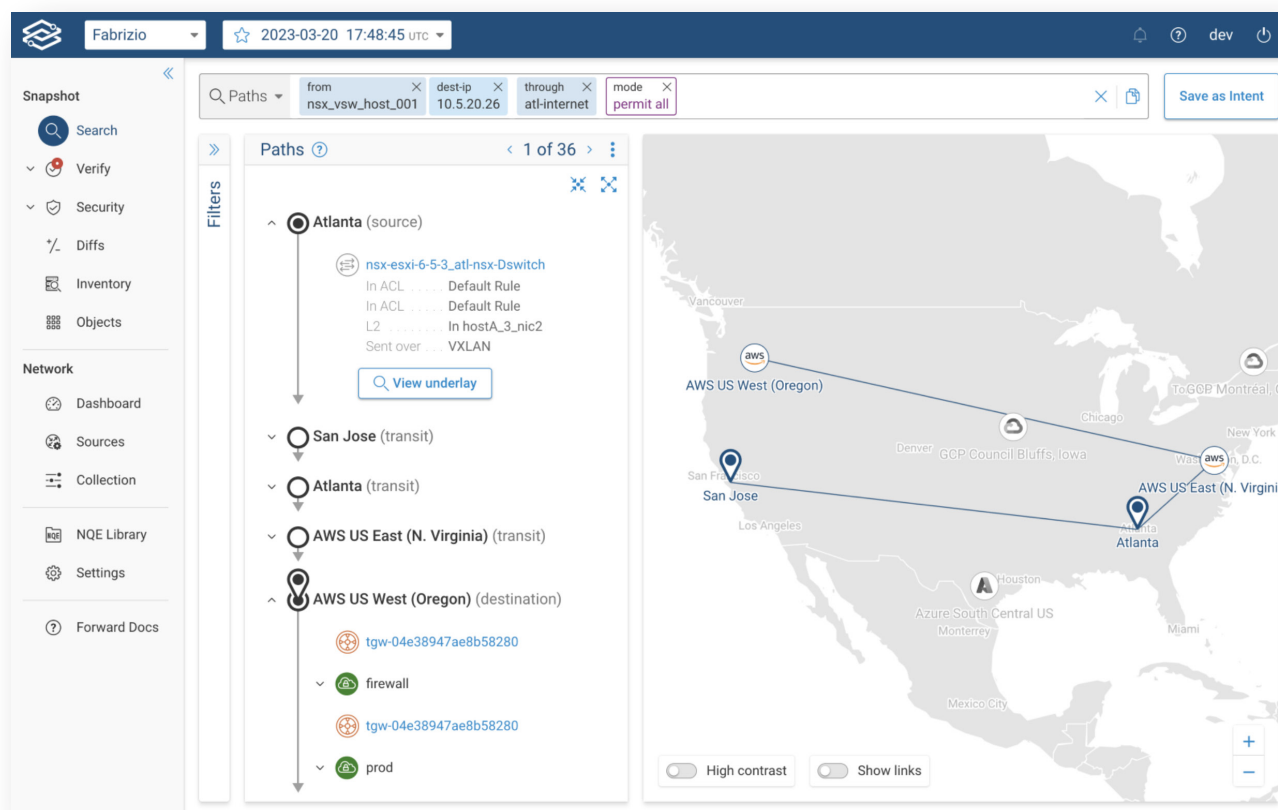 Fabrizio
2023-03-20 17:48:45 UTC
dev
Snapshot
Search
Verify
Security
Diffs
Inventory
Objects
Network
Dashboard
Sources
Collection
NQE Library
Settings
Forward Docs
Paths
from
nsx_vsw_host_001
dest-ip
10.5.20.26
through
atl-internet
mode
permit all
Save as Intent
Filters
Paths
1 of 36
Atlanta (source)
nsx-esxi-6-5-3_atl-nsx-Dswitch
In ACL ..... Default Rule
In ACL ..... Default Rule
L2 ........ In hostA_3_nic2
Sent over ... VXLAN
View underlay
San Jose (transit)
Atlanta (transit)
AWS US East (N. Virginia) (transit)
AWS US West (Oregon) (destination)
tgw-04e38947ae8b58280
firewall
tgw-04e38947ae8b58280
prod
Vancouver
aws
AWS US West (Oregon)
ToGCP Montréal,
Chicago
New York
Denver
GCP Council Bluffs, Iowa
aws
D.C.
San
San Jose
AWS US East (N.
Los Angeles
Atlanta
Houston
Azure South Central US
Monterrey
Miami
Mexico City
High contrast
Show links